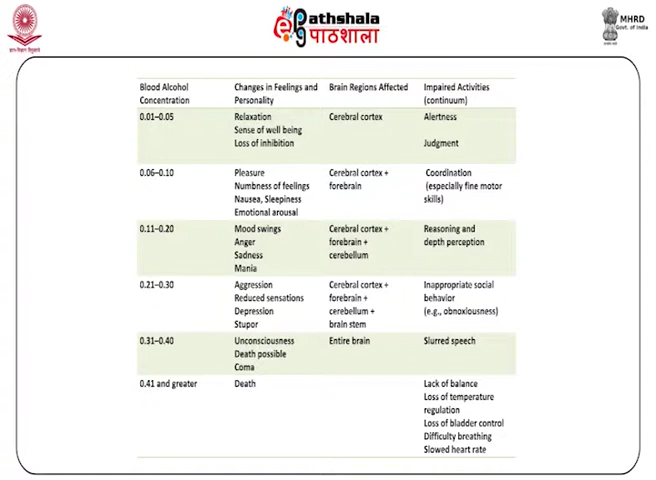 ज्ञान-विज्ञान विमुक्तये
Pathshala
पाठशाला
MHRD
Govt. of India
Blood Alcohol Concentration | Changes in Feelings and Personality | Brain Regions Affected | Impaired Activities (continuum)
0.01–0.05 | Relaxation | Cerebral cortex | Alertness
Sense of well being
Loss of inhibition | Judgment
0.06–0.10 | Pleasure | Cerebral cortex + | Coordination
Numbness of feelings | forebrain | (especially fine motor
Nausea, Sleepiness | skills)
Emotional arousal
0.11–0.20 | Mood swings | Cerebral cortex + | Reasoning and
Anger | forebrain + | depth perception
Sadness | cerebellum
Mania
0.21–0.30 | Aggression | Cerebral cortex + | Inappropriate social
Reduced sensations | forebrain + | behavior
Depression | cerebellum + | (e.g., obnoxiousness)
Stupor | brain stem
0.31–0.40 | Unconsciousness | Entire brain | Slurred speech
Death possible
Coma
0.41 and greater | Death | Lack of balance
Loss of temperature
regulation
Loss of bladder control
Difficulty breathing
Slowed heart rate